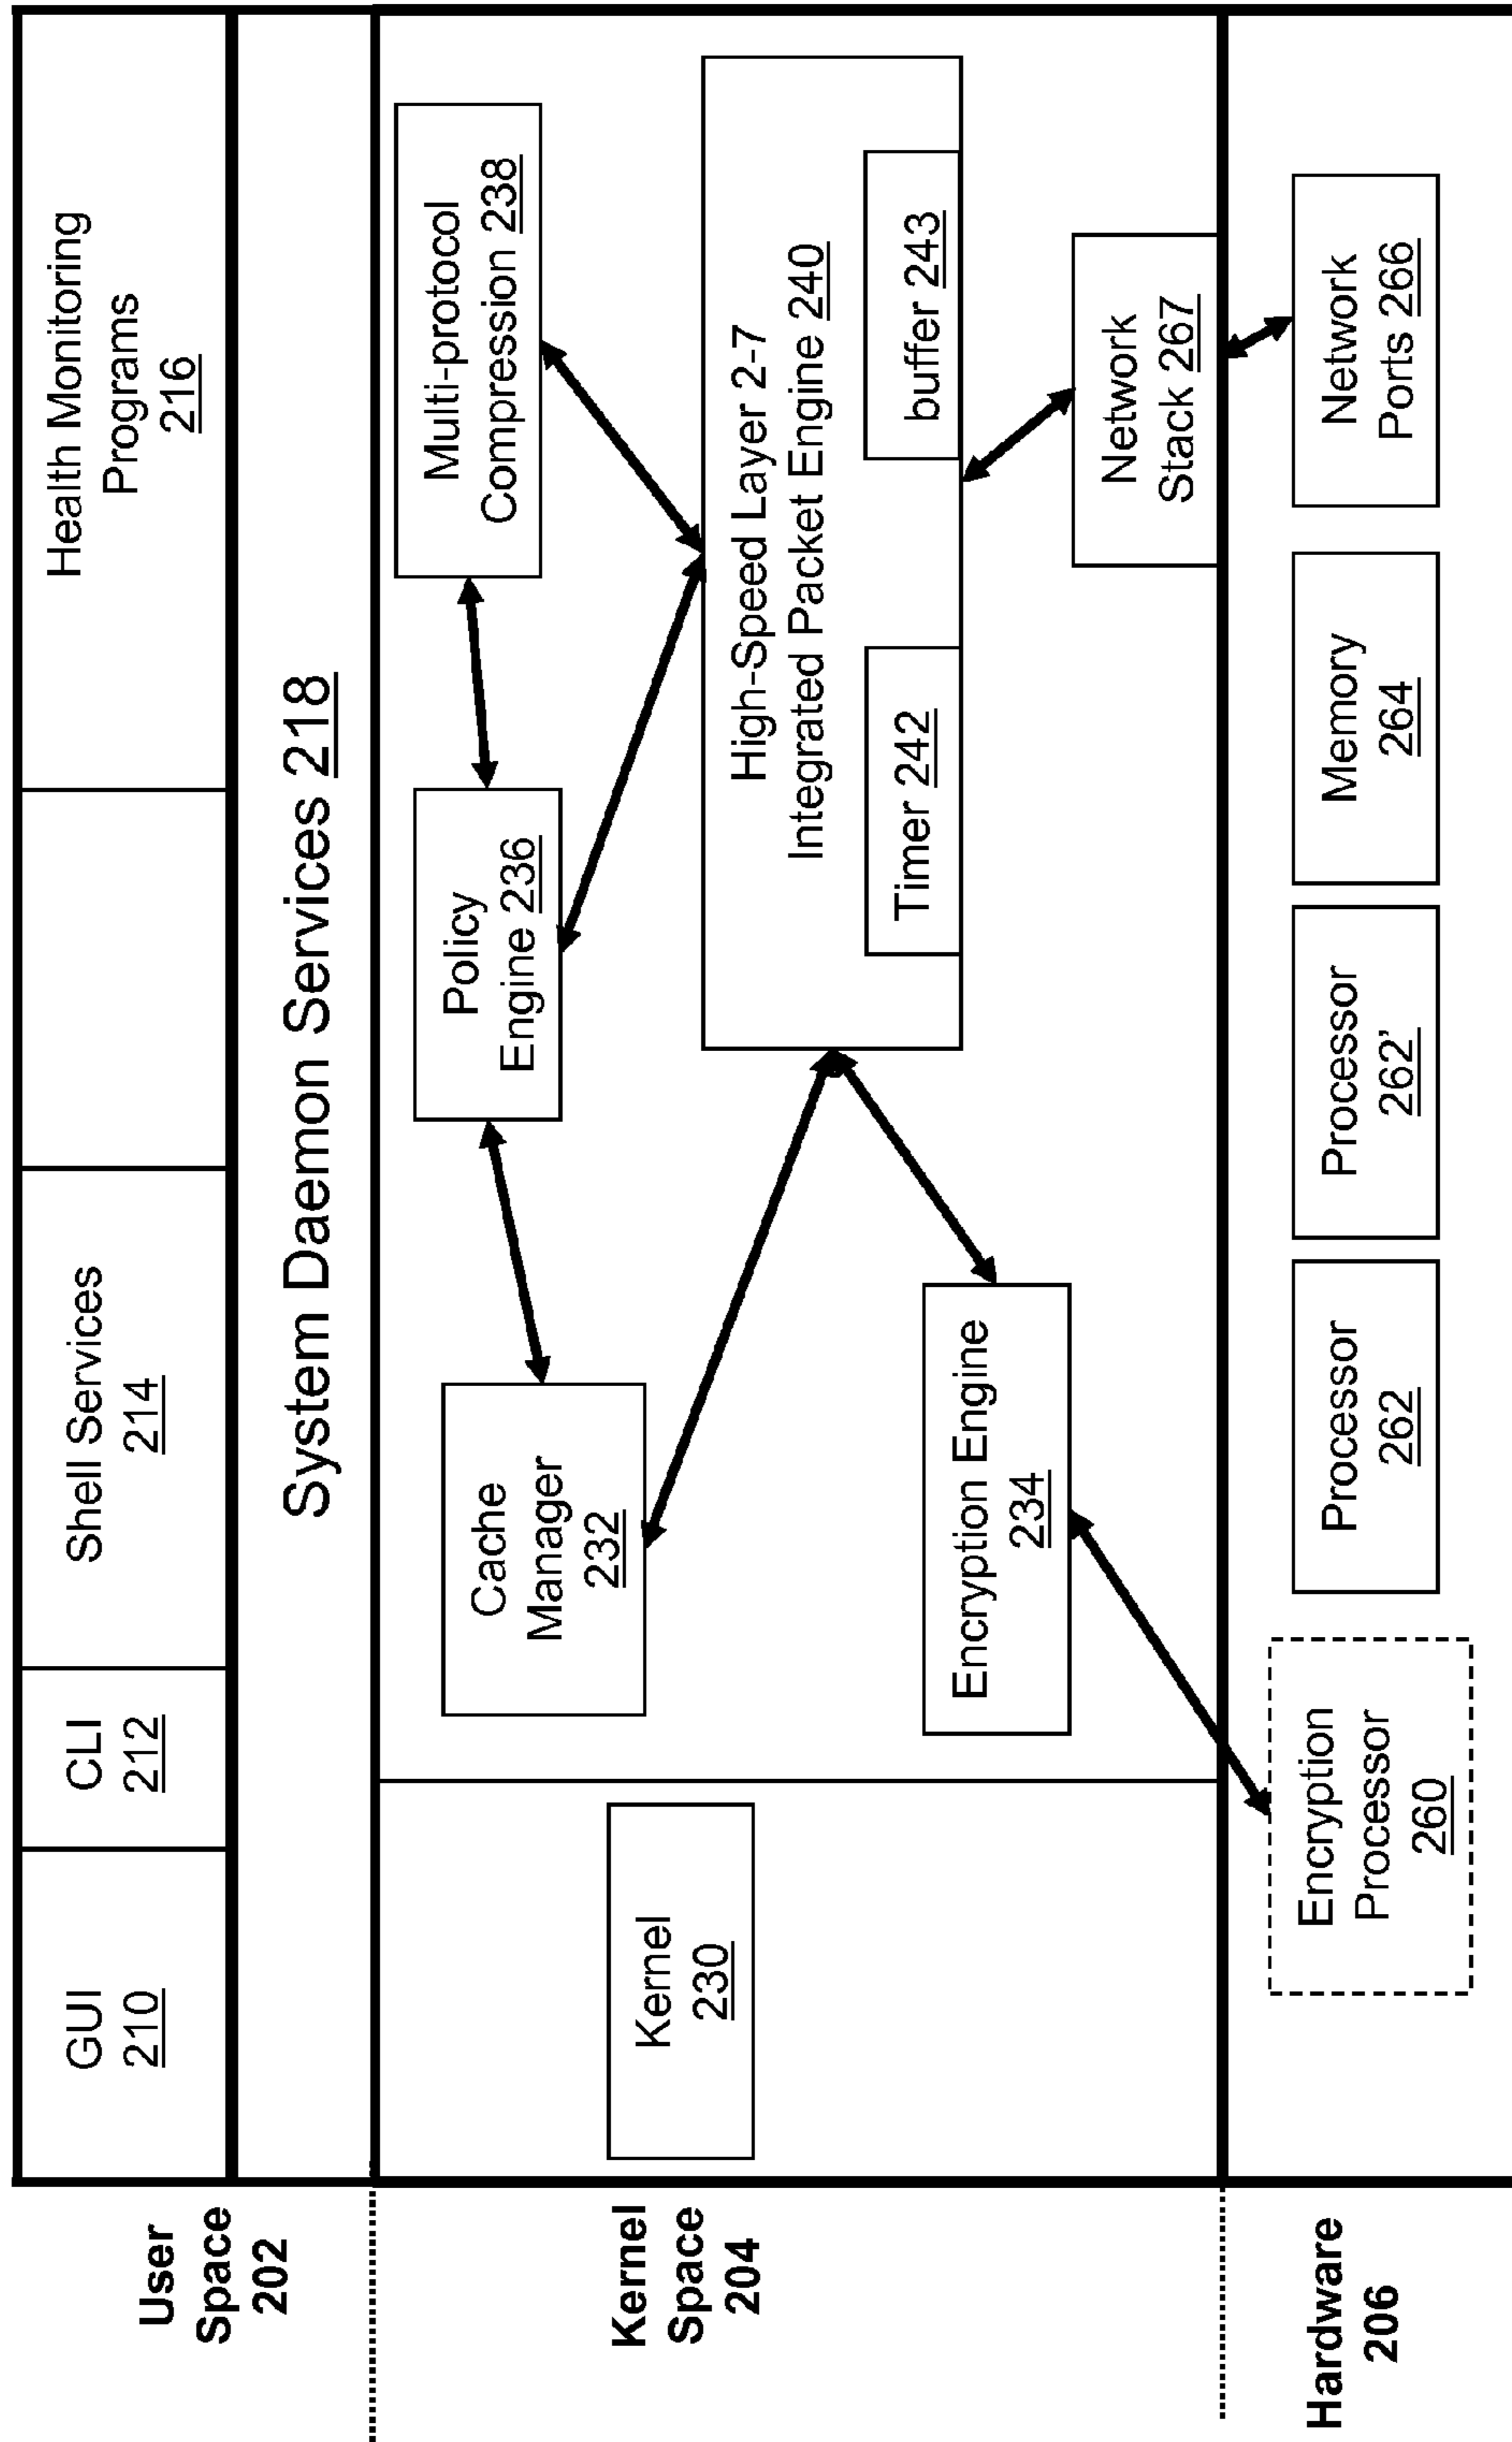 User
Space
202
GUI
210
CLI
212
Shell Services
214
Health Monitoring
Programs
216
System Daemon Services 218
Kernel
Space
204
Kernel
230
Cache
Manager
232
Policy
Engine 236
Multi-protocol
Compression 238
High-Speed Layer 2-7
Integrated Packet Engine 240
Timer 242
buffer 243
Encryption Engine
234
Network
Stack 267
Hardware
206
Encryption
Processor
260
Processor
262
Processor
262'
Memory
264
Network
Ports 266